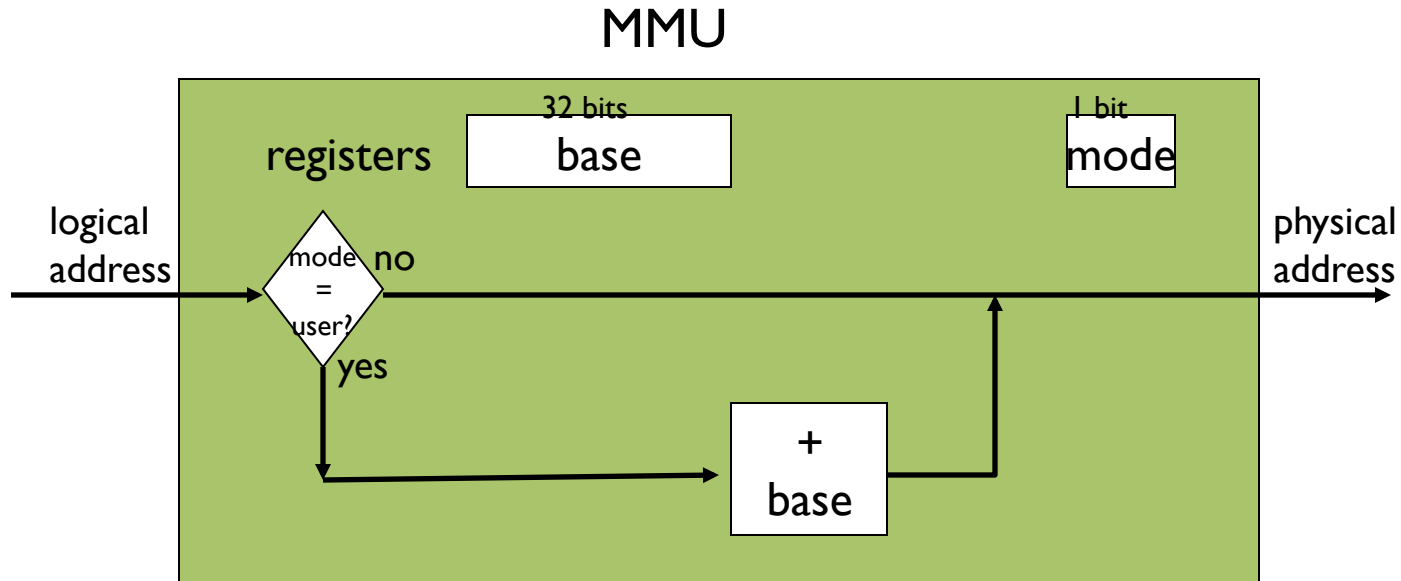 MMU
32 bits
1 bit
registers
base
mode
logical
address
physical
address
mode
=
user?
no
yes
+
base